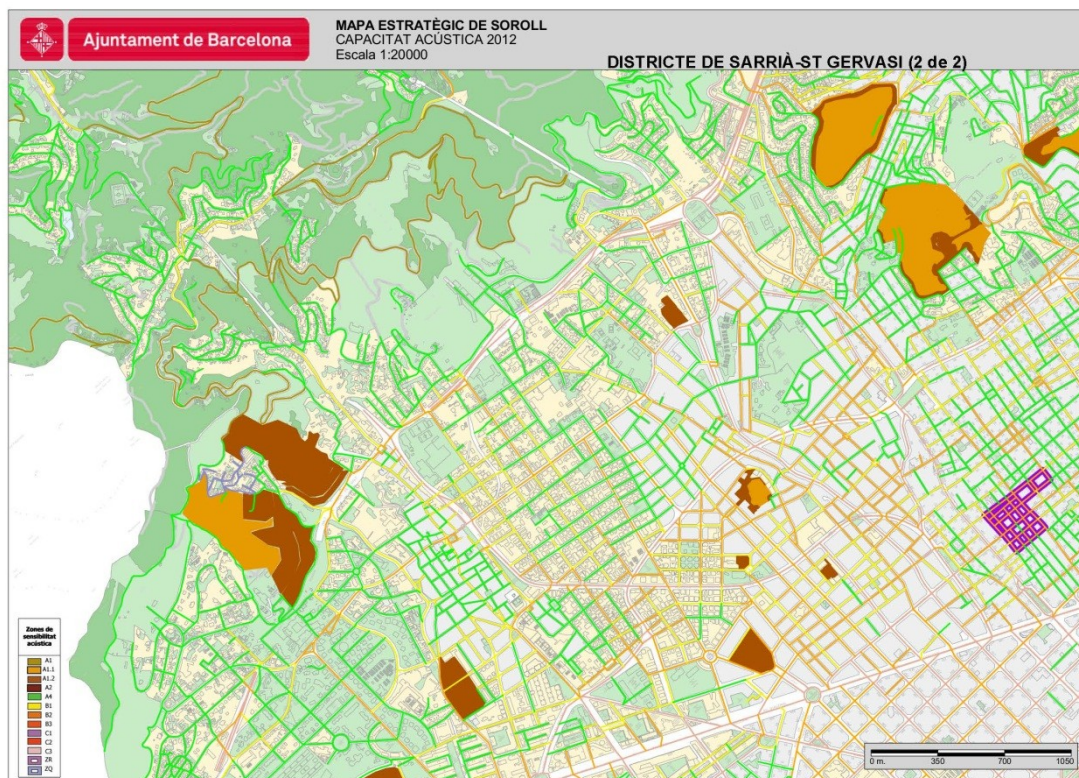 Ajuntament de Barcelona
MAPA ESTRATÈGIC DE SOROLL
CAPACITAT ACÚSTICA 2012
Escala 1:20000
DISTRICTE DE SARRIÀ-ST GERVASI (2 de 2)
Zones de
sensibilitat
acústica
A1
A1.1
A1.2
A2
A4
B1
B2
B3
C1
C2
C3
ZR
ZQ
0 m. 350 700 1050